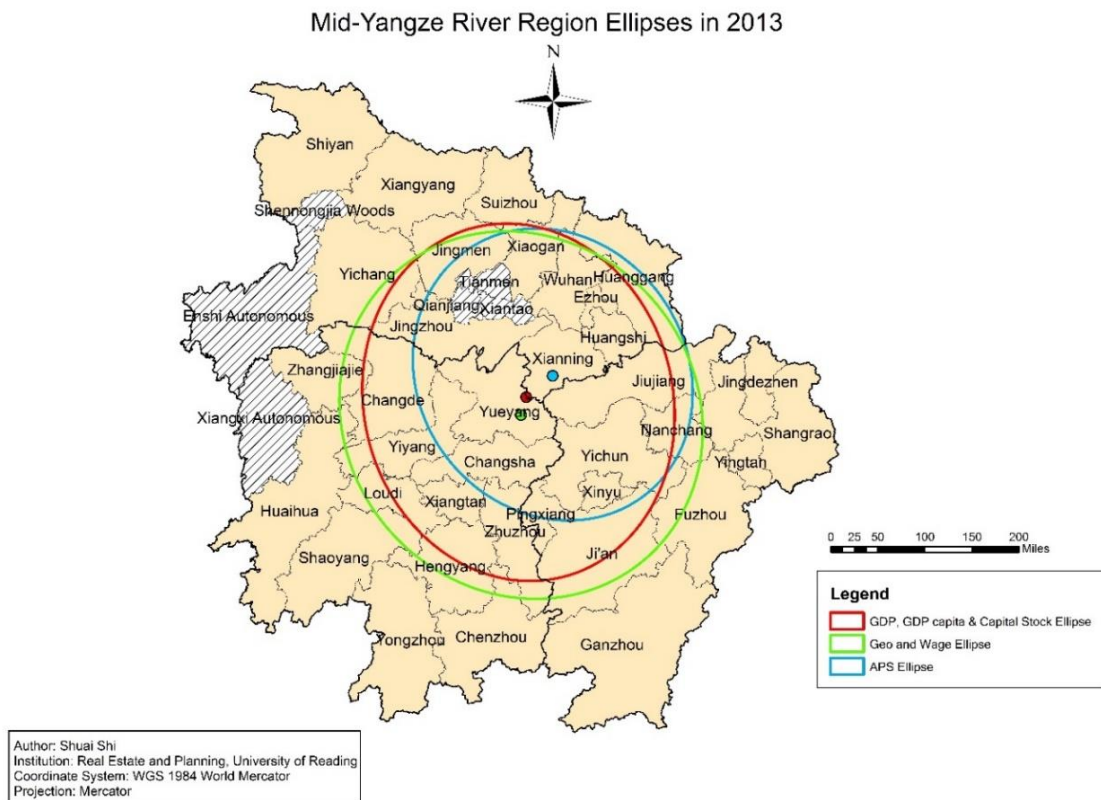 Mid-Yangze River Region Ellipses in 2013
N
Shiyan
Xiangyang
Suizhou
Shennongjia Woods
Jingmen
Xiaogan
Yichang
Wuhan
Huanggang
Tianmen
Ezhou
Qianjiang
Xiantao
Enshi Autonomous
Jingzhou
Huangshi
Xianning
Zhangjiajie
Jiujiang
Jingdezhen
Changde
Xiangxi Autonomous
Yueyang
Nanchang
Shangrao
Yiyang
Changsha
Yichun
Yingtan
Loudi
Xiangtan
Xinyu
Huaihua
Pingxiang
Fuzhou
Zhuzhou
Shaoyang
Hengyang
Ji'an
Yongzhou
Chenzhou
Ganzhou
0 25 50 100 150 200
Miles
Legend
GDP, GDP capita & Capital Stock Ellipse
Geo and Wage Ellipse
APS Ellipse
Author: Shuai Shi
Institution: Real Estate and Planning, University of Reading
Coordinate System: WGS 1984 World Mercator
Projection: Mercator